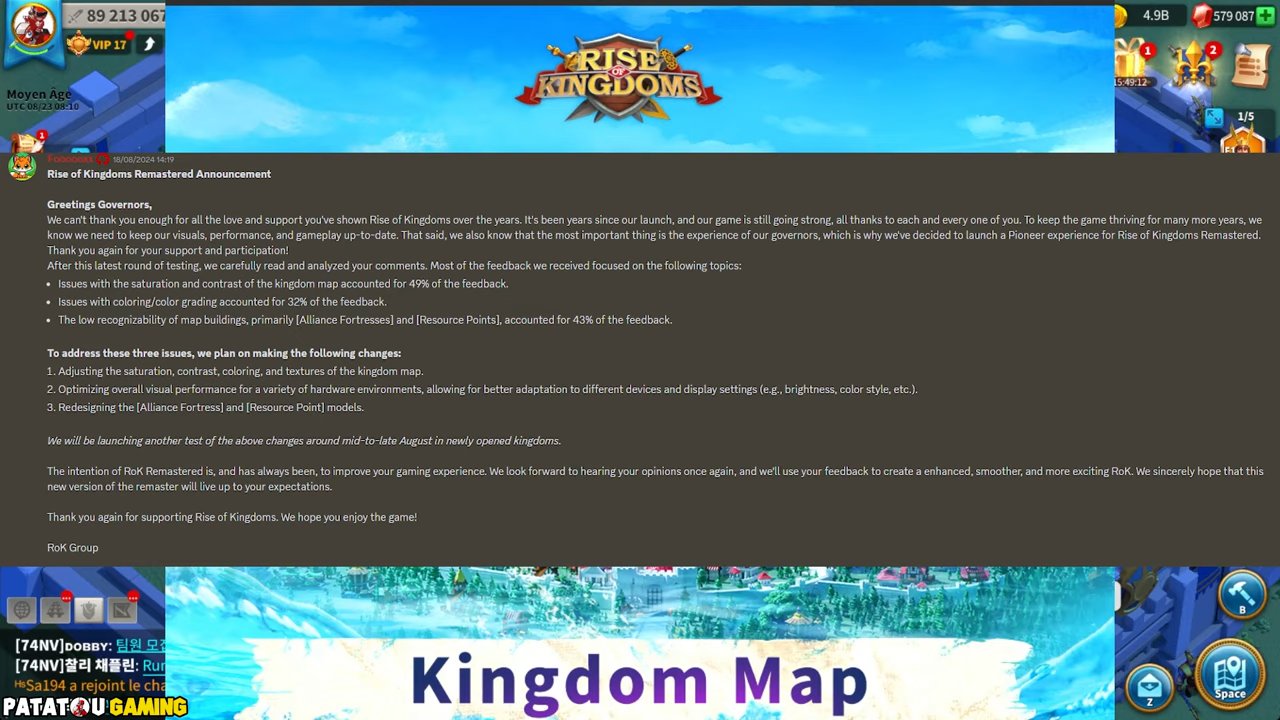 89 213 067
VIP 17
Moyen Âge
UTC 08/23 08:10
1
RISE
OF
KINGDOMS
4.9B
579 087
1
2
15:49:12
1/5
18/08/2024 14:19
Rise of Kingdoms Remastered Announcement
Greetings Governors,
We can't thank you enough for all the love and support you've shown Rise of Kingdoms over the years. It's been years since our launch, and our game is still going strong, all thanks to each and every one of you. To keep the game thriving for many more years, we
know we need to keep our visuals, performance, and gameplay up-to-date. That said, we also know that the most important thing is the experience of our governors, which is why we've decided to launch a Pioneer experience for Rise of Kingdoms Remastered.
Thank you again for your support and participation!
After this latest round of testing, we carefully read and analyzed your comments. Most of the feedback we received focused on the following topics:
• Issues with the saturation and contrast of the kingdom map accounted for 49% of the feedback.
• Issues with coloring/color grading accounted for 32% of the feedback.
• The low recognizability of map buildings, primarily [Alliance Fortresses] and [Resource Points], accounted for 43% of the feedback.
To address these three issues, we plan on making the following changes:
1. Adjusting the saturation, contrast, coloring, and textures of the kingdom map.
2. Optimizing overall visual performance for a variety of hardware environments, allowing for better adaptation to different devices and display settings (e.g., brightness, color style, etc.).
3. Redesigning the [Alliance Fortress] and [Resource Point] models.
We will be launching another test of the above changes around mid-to-late August in newly opened kingdoms.
The intention of RoK Remastered is, and has always been, to improve your gaming experience. We look forward to hearing your opinions once again, and we'll use your feedback to create a enhanced, smoother, and more exciting RoK. We sincerely hope that this
new version of the remaster will live up to your expectations.
Thank you again for supporting Rise of Kingdoms. We hope you enjoy the game!
RoK Group
B
[74NV]DOBBY: 팀원 모집
[74NV]찰리 채플린: Run
ᴴˢSa194 a rejoint le cha
Kingdom Map
Z
Space
PATATOU GAMING